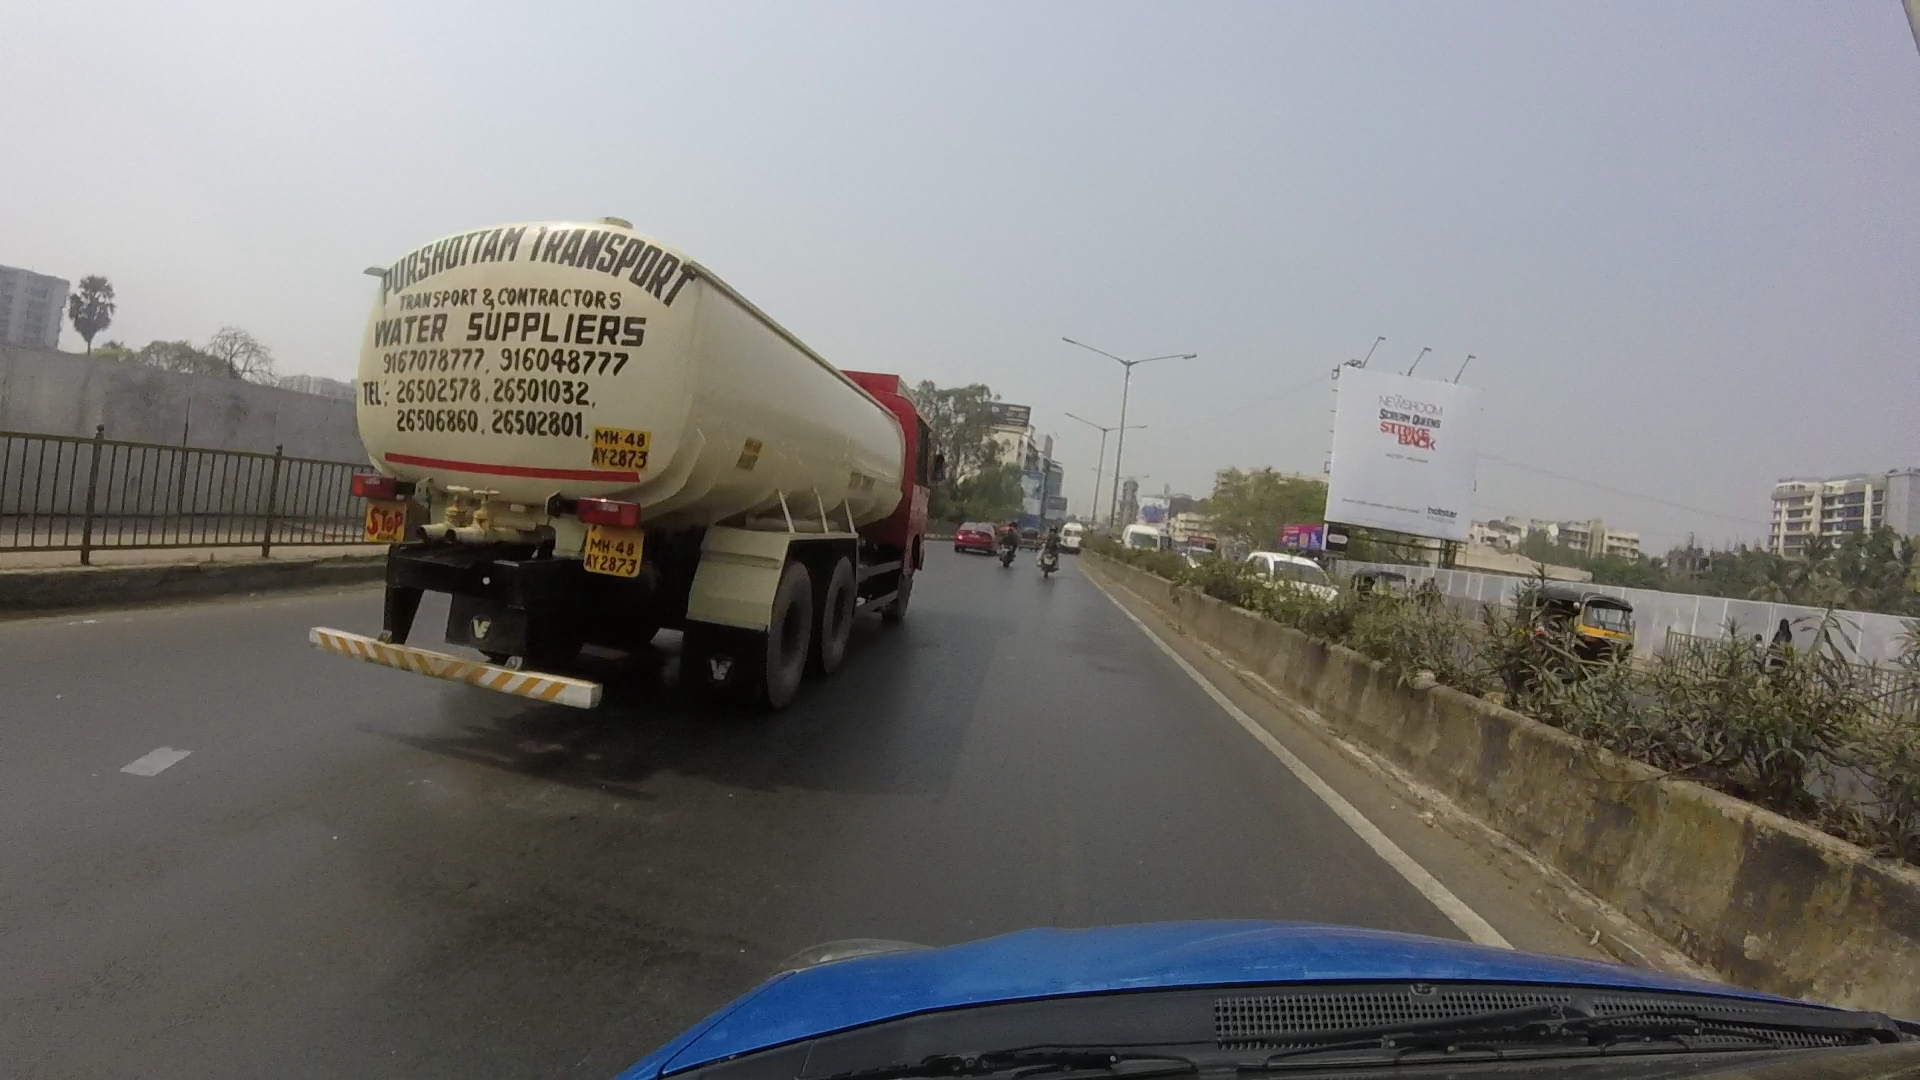 PURSHOTTAM TRANSPORT
TRANSPORT & CONTRACTORS
WATER SUPPLIERS
9167078777, 916048777
TEL:- 26502578, 26501032,
26506860, 26502801,
MH-48
AY-2873
STOP
MH-48
AY-2873
NEWSROOM
SCREAM QUEENS
STRIKE
BACK
hotstar